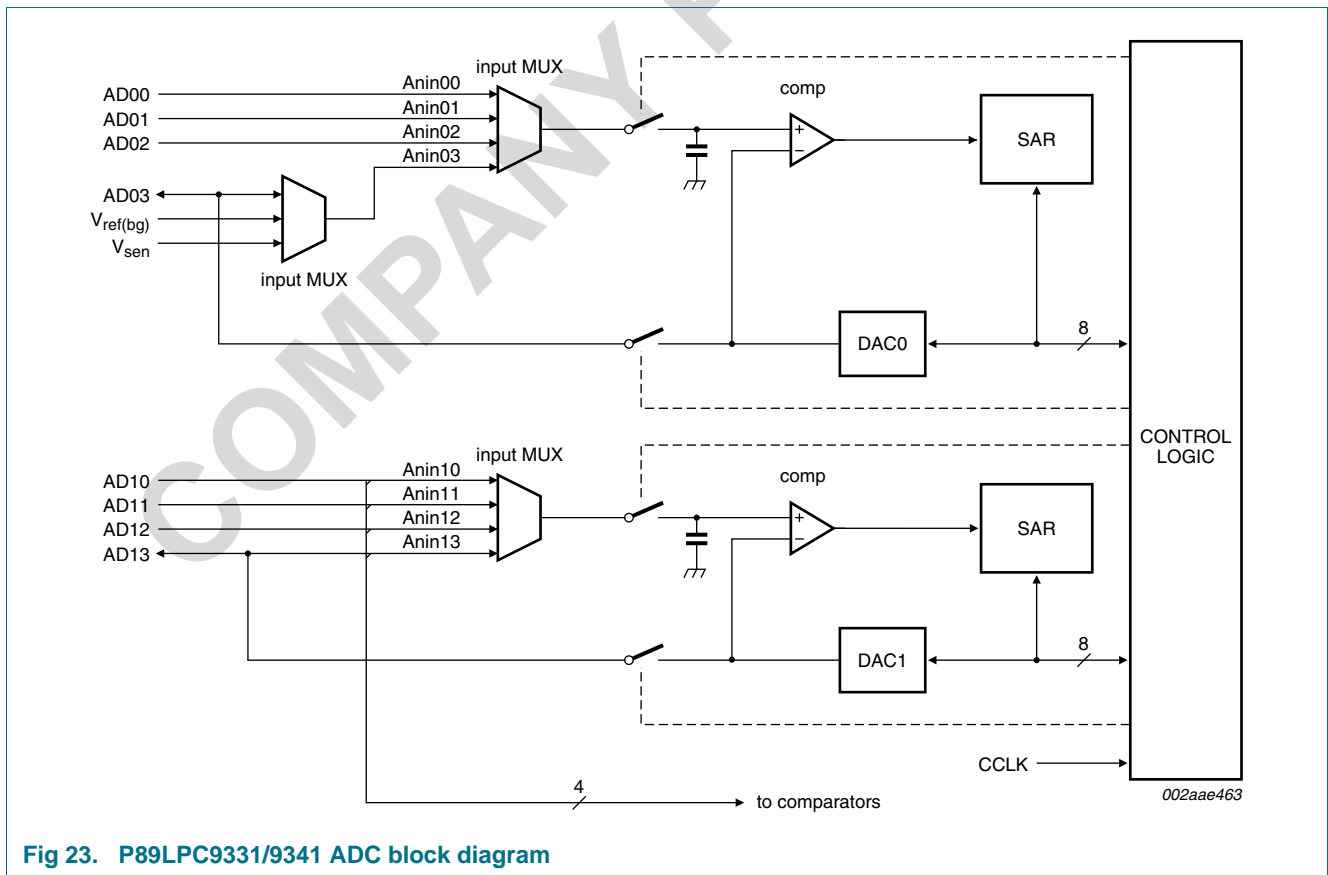 COMPANY P
input MUX
comp
AD00
AD01
AD02
Anin00
Anin01
Anin02
Anin03
SAR
AD03
Vref(bg)
Vsen
input MUX
DAC0
8
CONTROL
LOGIC
input MUX
comp
AD10
AD11
AD12
AD13
Anin10
Anin11
Anin12
Anin13
SAR
DAC1
8
CCLK
4
to comparators
002aae463
Fig 23. P89LPC9331/9341 ADC block diagram